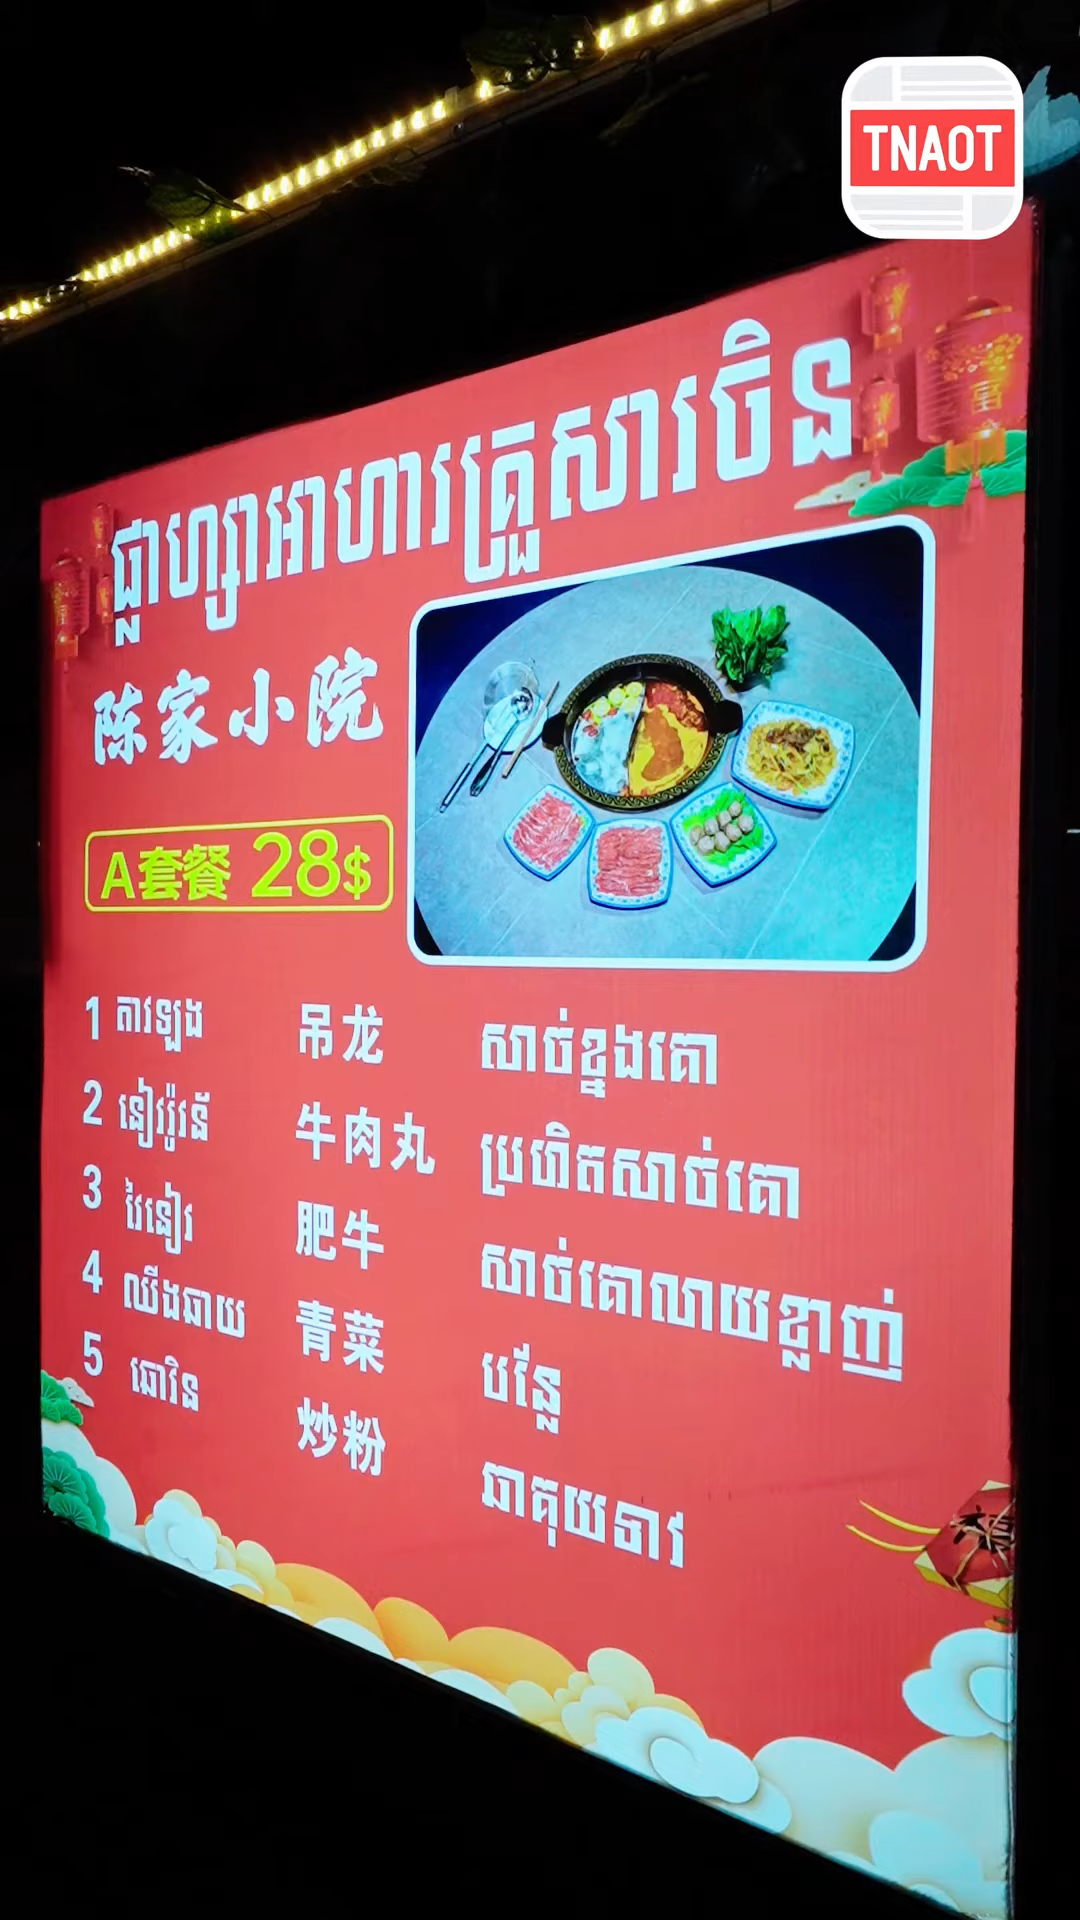 TNAOT
ផ្លាហ្សាអាហារគ្រួសារចិន
陈家小院
A套餐 28$
1 តាវឡុង 吊龙 សាច់ខ្នងគោ
2 នៀវរ៉ូវវ៉ន់ 牛肉丸 ប្រហិតសាច់គោ
3 វៃនៀវ 肥牛 សាច់គោលាយខ្លាញ់
4 ឈីងឆាយ 青菜 បន្លែ
5 ឆោវិន 炒粉 ឆាគុយទាវ